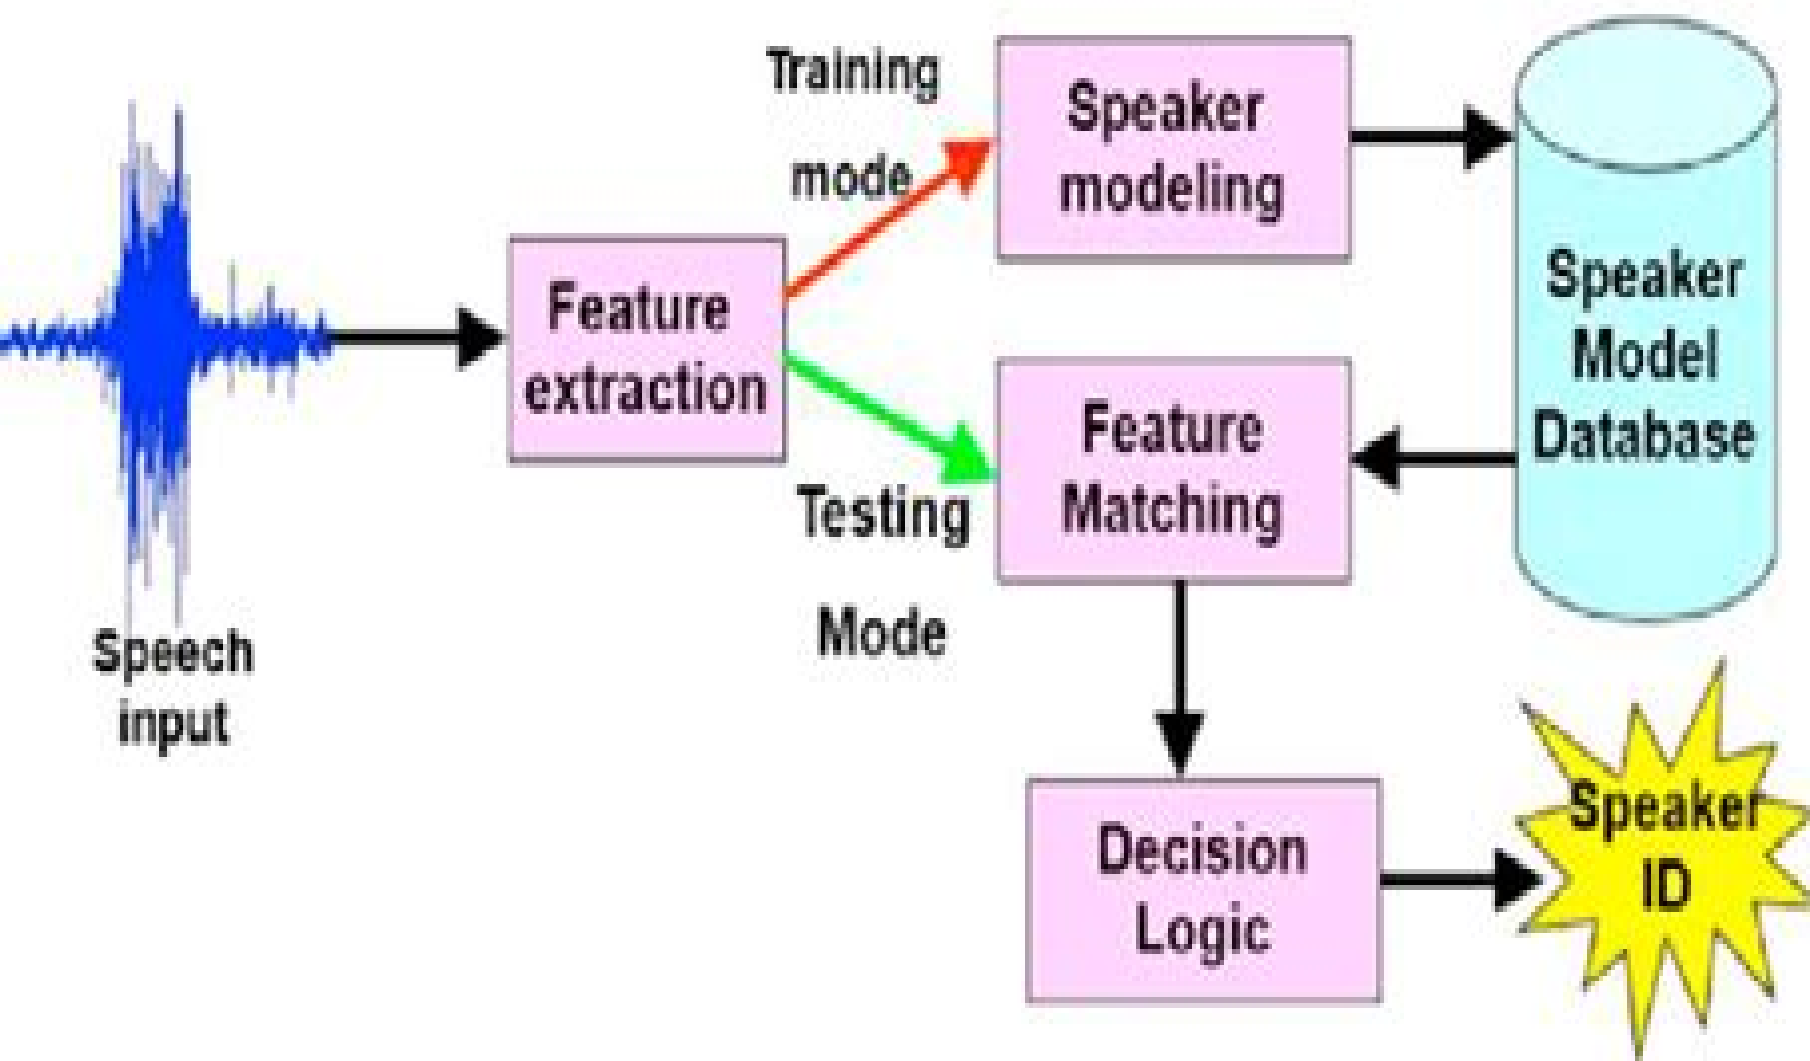 Training
mode
Speaker
modeling
Feature
extraction
Speaker
Model
Database
Feature
Matching
Testing
Mode
Speech
input
Decision
Logic
Speaker
ID